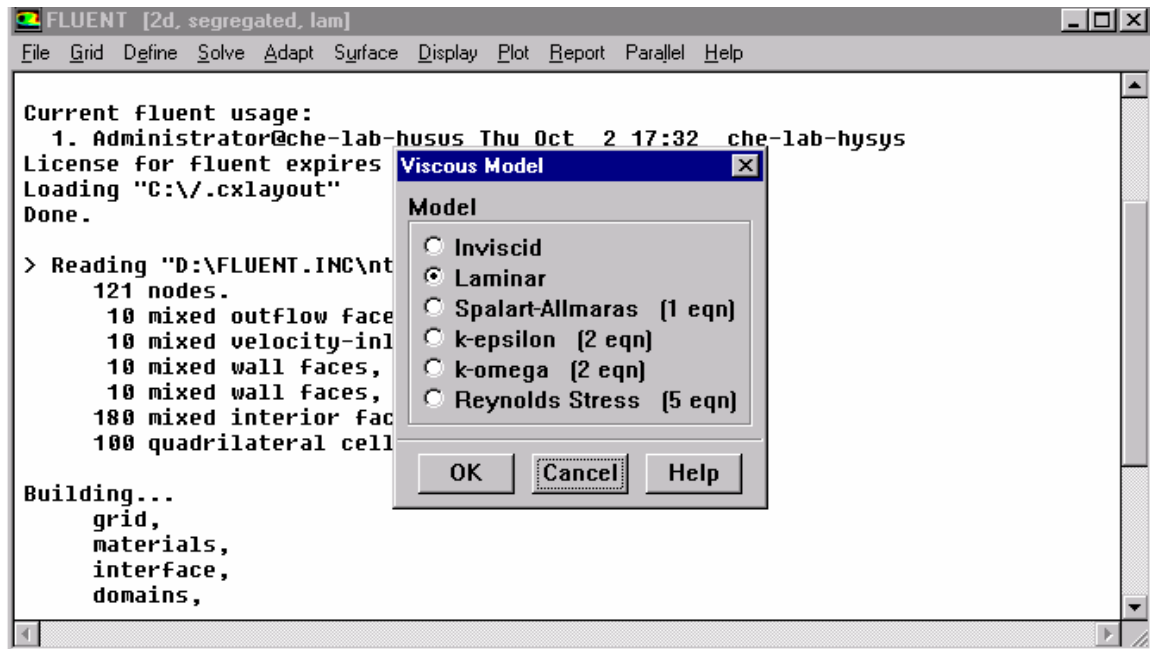 FLUENT [2d, segregated, lam]
File Grid Define Solve Adapt Surface Display Plot Report Parallel Help
Current fluent usage:
1. Administrator@che-lab-husus Thu Oct 2 17:32 che-lab-hysys
License for fluent expires
Loading "C:\/.cxlayout"
Done.
> Reading "D:\FLUENT.INC\nt
121 nodes.
10 mixed outflow face
10 mixed velocity-inl
10 mixed wall faces,
10 mixed wall faces,
180 mixed interior fac
100 quadrilateral cell
Building...
grid,
materials,
interface,
domains,
Viscous Model
Model
Inviscid
Laminar
Spalart-Allmaras (1 eqn)
k-epsilon (2 eqn)
k-omega (2 eqn)
Reynolds Stress (5 eqn)
OK Cancel Help